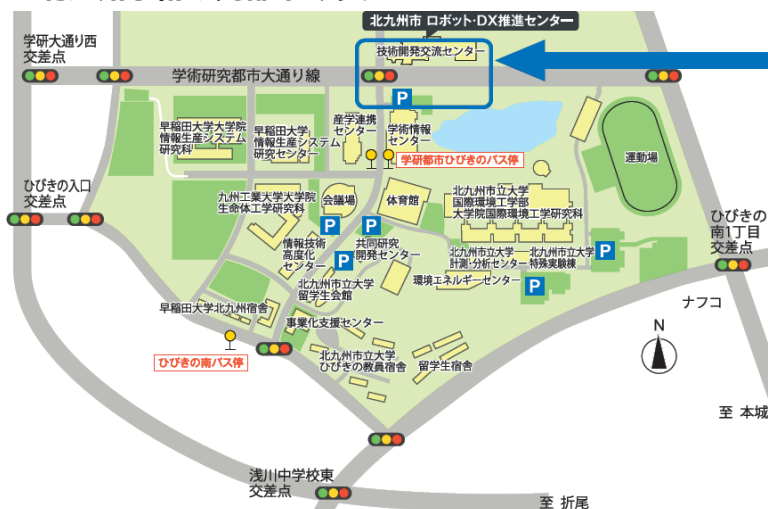 北九州市 ロボット・DX推進センター
技術開発交流センター
学研大通り西
交差点
学術研究都市大通り線
P
早稲田大学大学院
情報生産システム
研究科
早稲田大学
情報生産システム
研究センター
産学連携
センター
学術情報
センター
学研都市ひびきのバス停
運動場
ひびきの入口
交差点
九州工業大学大学院
生命体工学研究科
会議場
体育館
北九州市立大学
国際環境工学部
大学院国際環境工学研究科
ひびきの
南1丁目
交差点
P
P
P
情報技術
高度化
センター
共同研究
開発センター
北九州市立大学
計測・分析センター
北九州市立大学
特殊実験棟
P
北九州市立大学
留学生会館
環境エネルギーセンター
P
ナフコ
早稲田大学北九州宿舎
事業化支援センター
N
ひびきの南バス停
北九州市立大学
ひびきの教員宿舎
留学生宿舎
至 本城
浅川中学校東
交差点
至 折尾